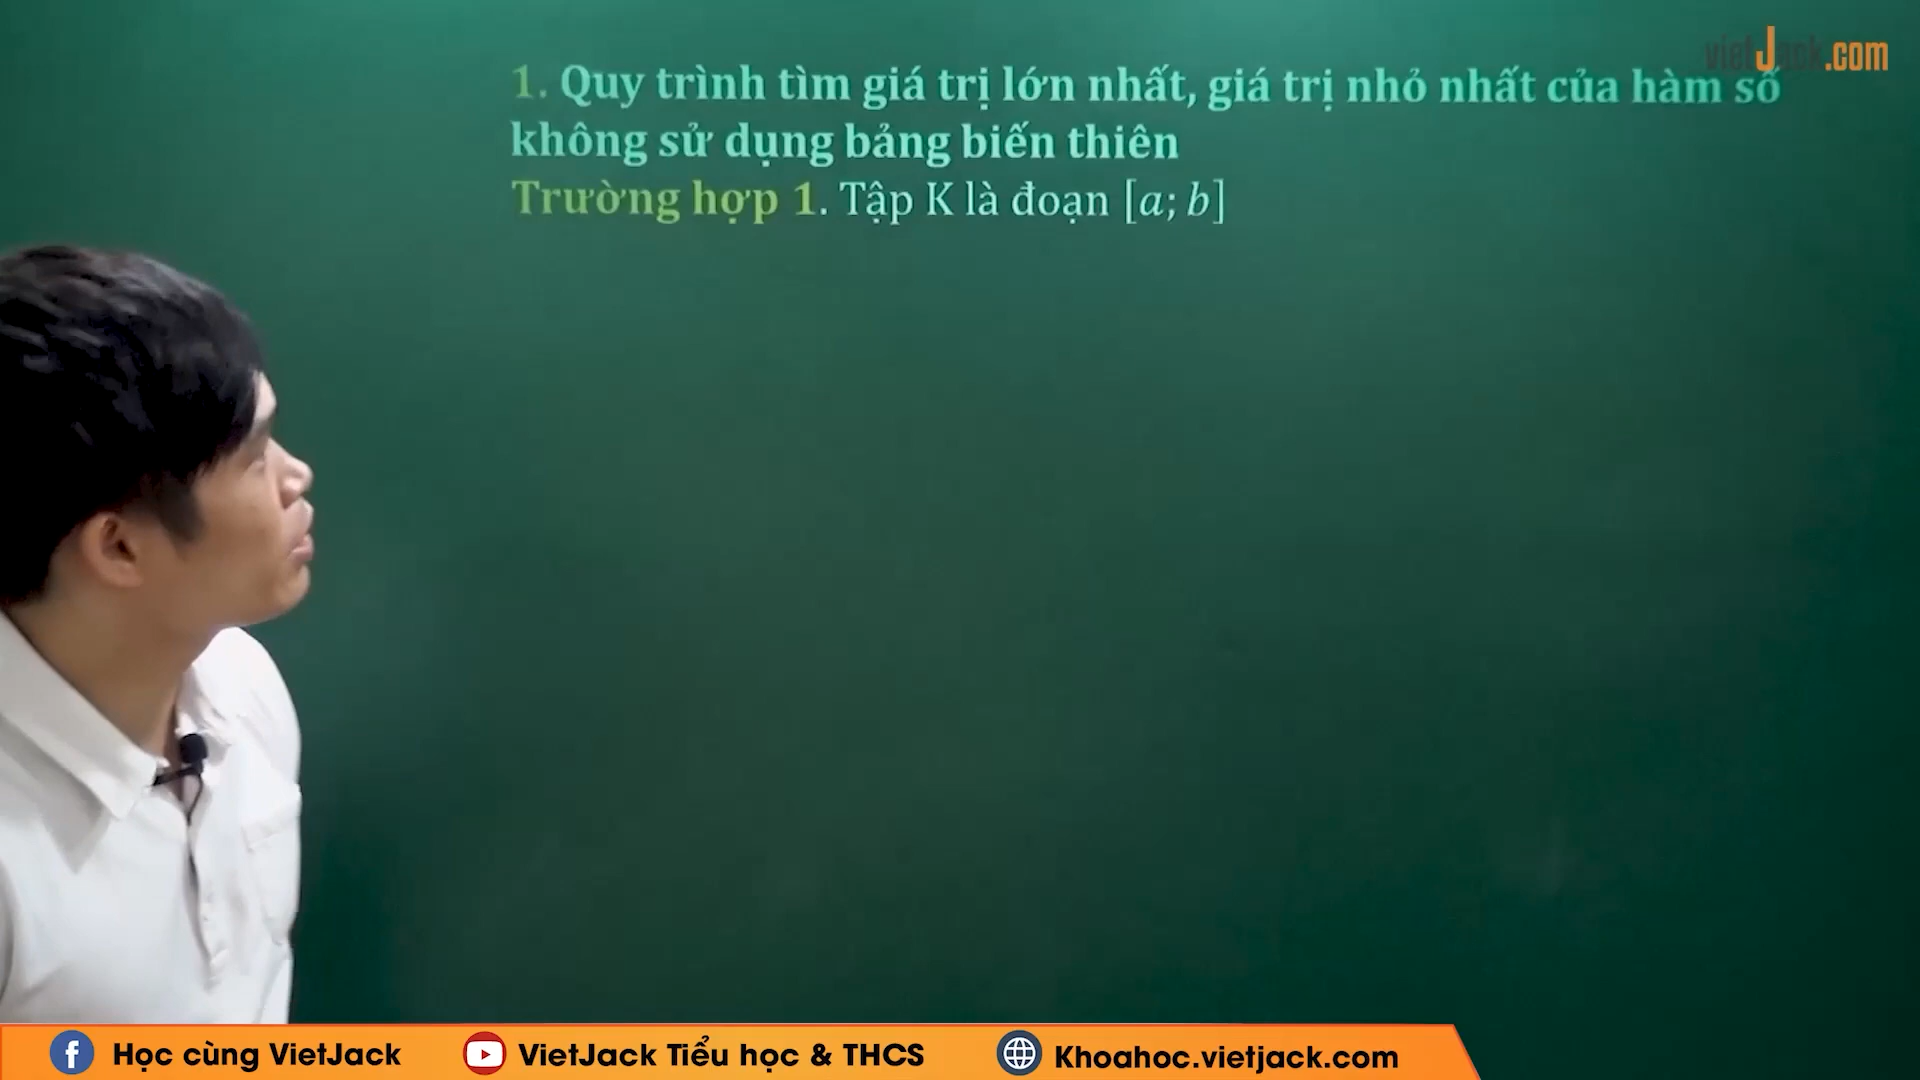 vietJack.com
1. Quy trình tìm giá trị lớn nhất, giá trị nhỏ nhất của hàm số
không sử dụng bảng biến thiên
Trường hợp 1. Tập K là đoạn [a; b]
Học cùng VietJack
VietJack Tiểu học & THCS
Khoahoc.vietjack.com